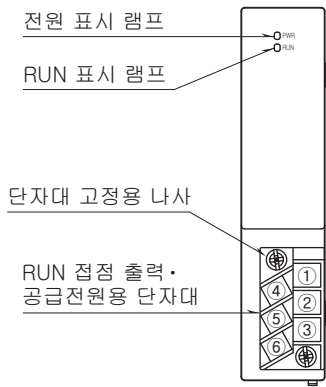 전원 표시 램프
PWR
RUN
RUN 표시 램프
단자대 고정용 나사
RUN 접점 출력·
공급전원용 단자대
①
④
②
⑤
③
⑥